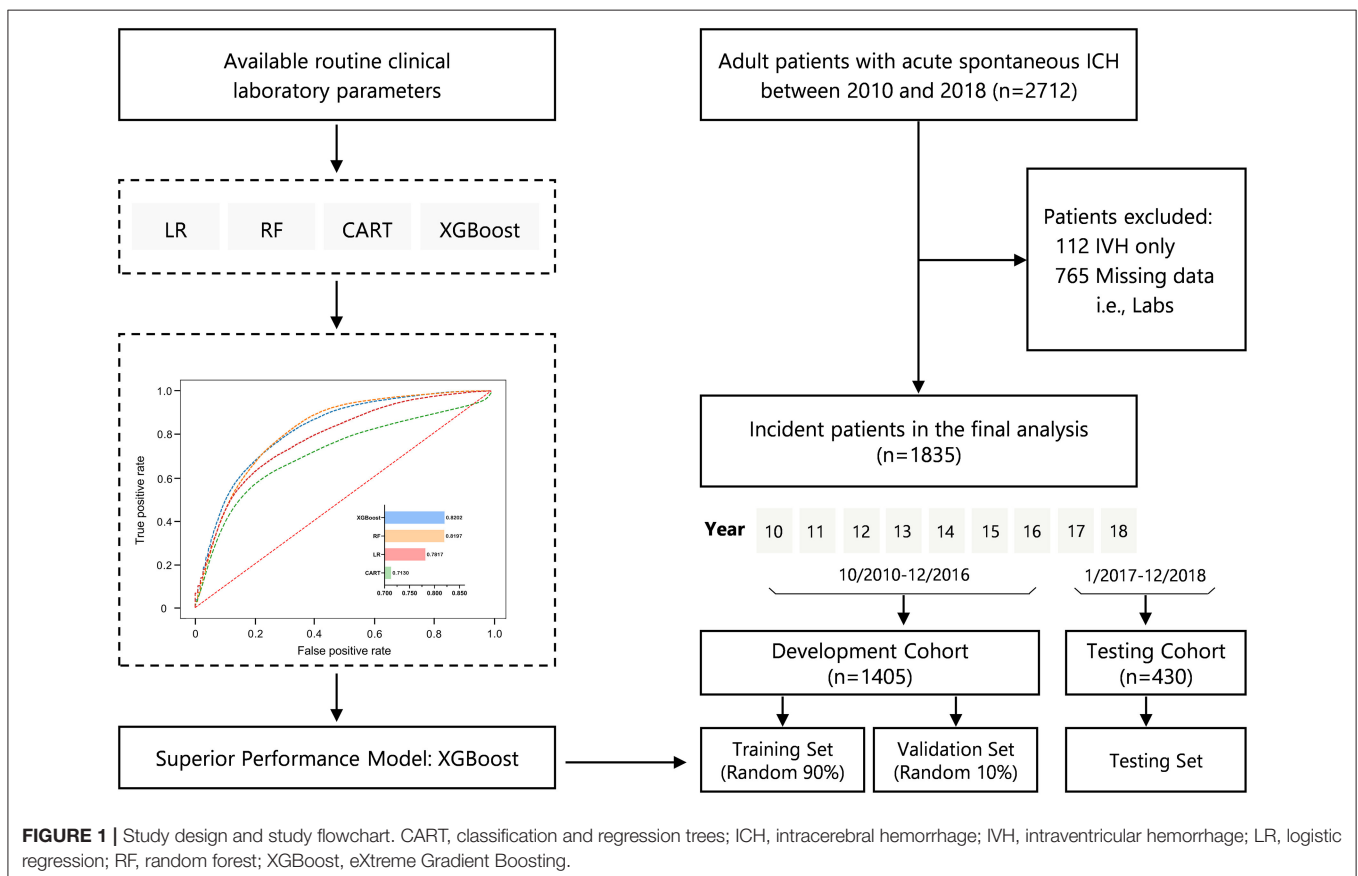 Available routine clinical
laboratory parameters
LR
RF
CART
XGBoost
True positive rate
1.0
0.8
0.6
0.4
0.2
0
XGBoost
0.8202
RF
0.8197
LR
0.7817
CART
0.7130
0.700
0.750
0.800
0.850
0
0.2
0.4
0.6
0.8
1.0
False positive rate
Superior Performance Model: XGBoost
Adult patients with acute spontaneous ICH
between 2010 and 2018 (n=2712)
Patients excluded:
112 IVH only
765 Missing data
i.e., Labs
Incident patients in the final analysis
(n=1835)
Year 10 11 12 13 14 15 16 17 18
10/2010-12/2016
1/2017-12/2018
Development Cohort
(n=1405)
Testing Cohort
(n=430)
Training Set
(Random 90%)
Validation Set
(Random 10%)
Testing Set
FIGURE 1 | Study design and study flowchart. CART, classification and regression trees; ICH, intracerebral hemorrhage; IVH, intraventricular hemorrhage; LR, logistic
regression; RF, random forest; XGBoost, eXtreme Gradient Boosting.